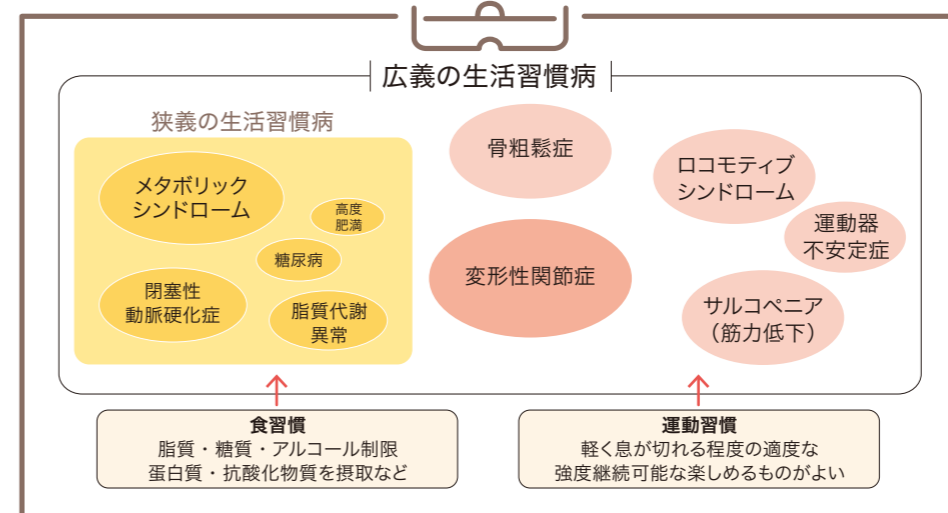 広義の生活習慣病
狭義の生活習慣病
メタボリック
シンドローム
高度
肥満
糖尿病
閉塞性
動脈硬化症
脂質代謝
異常
骨粗鬆症
変形性関節症
ロコモティブ
シンドローム
運動器
不安定症
サルコペニア
（筋力低下）
食習慣
脂質・糖質・アルコール制限
蛋白質・抗酸化物質を摂取など
運動習慣
軽く息が切れる程度の適度な
強度継続可能な楽しめるものがよい